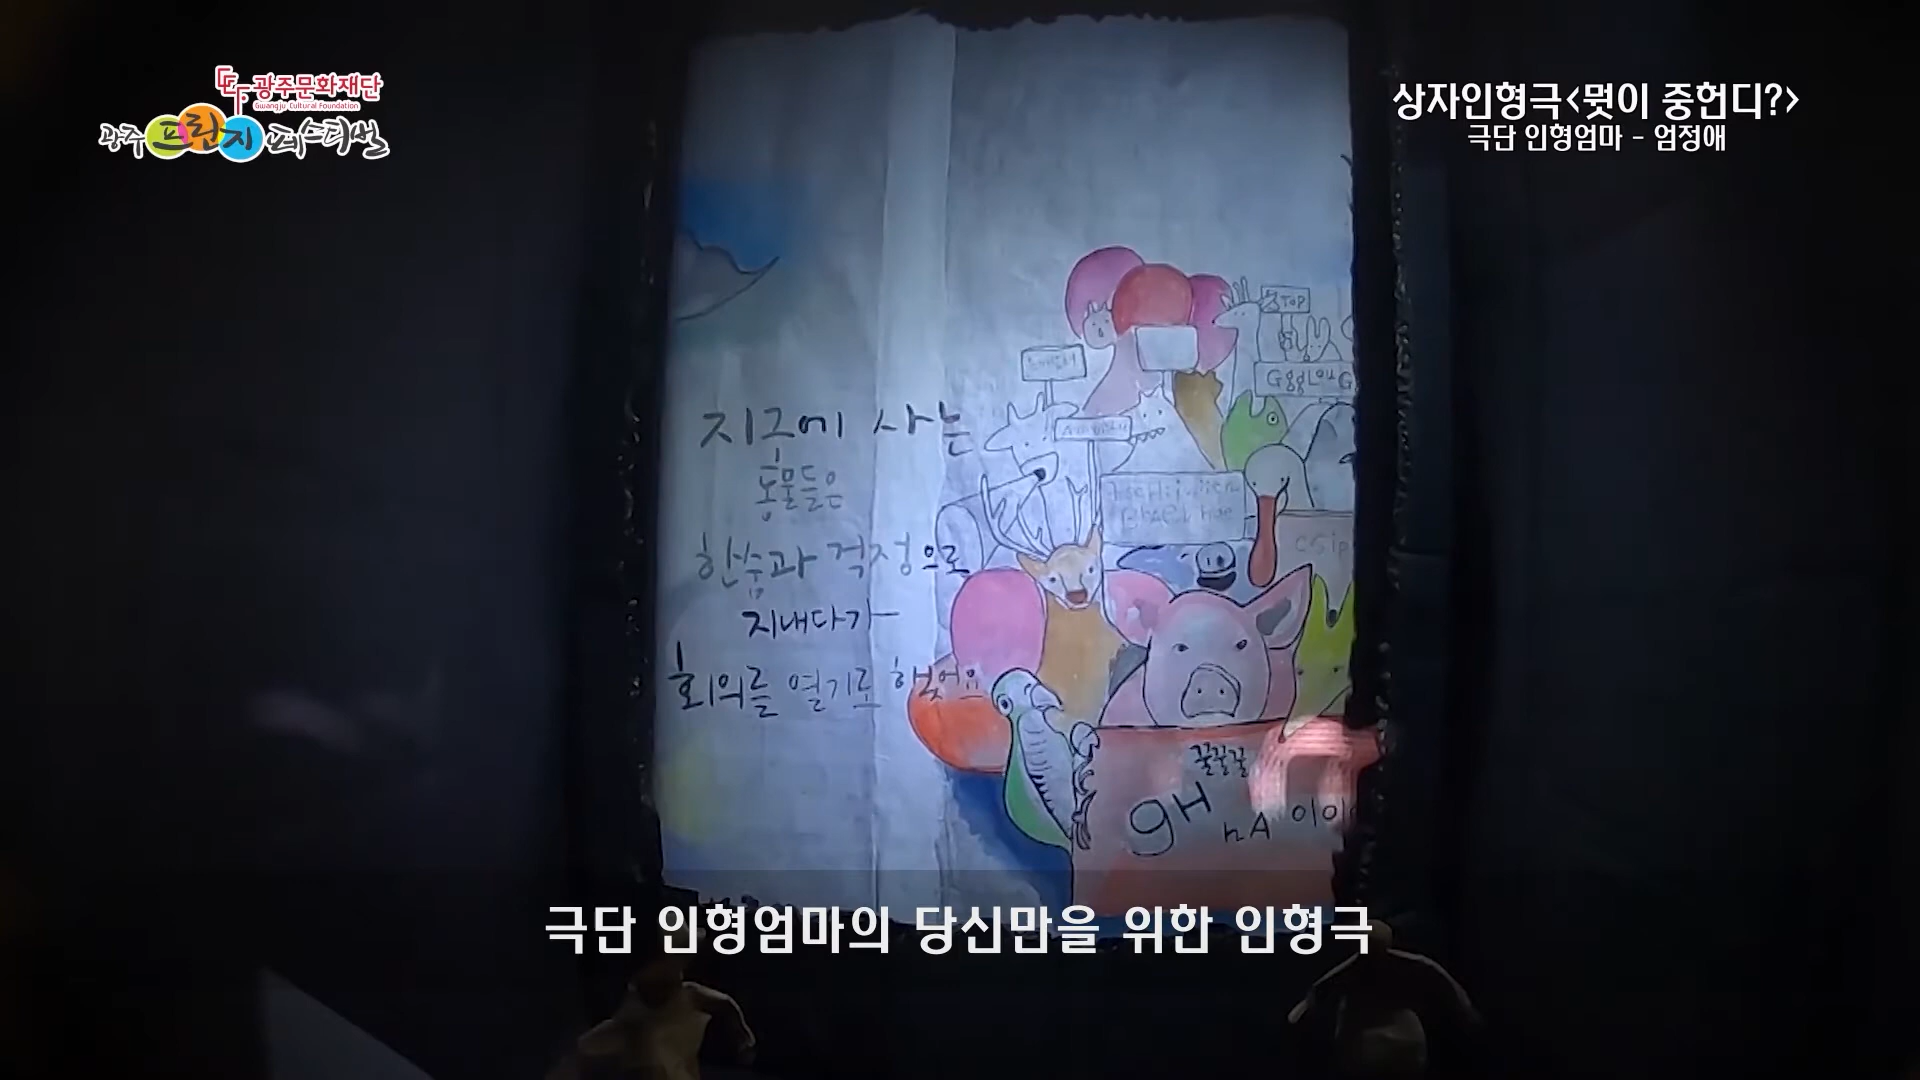 광주문화재단
Gwangju Cultural Foundation
광주 프린지 페스티벌
상자인형극<뭣이 중헌디?>
극단 인형엄마 - 엄정애
TOP
지구에 사는
동물들은
한숨과 걱정으로
지내다가
회의를 열기로 했어요
꿀꿀꿀
gH
hA
극단 인형엄마의 당신만을 위한 인형극